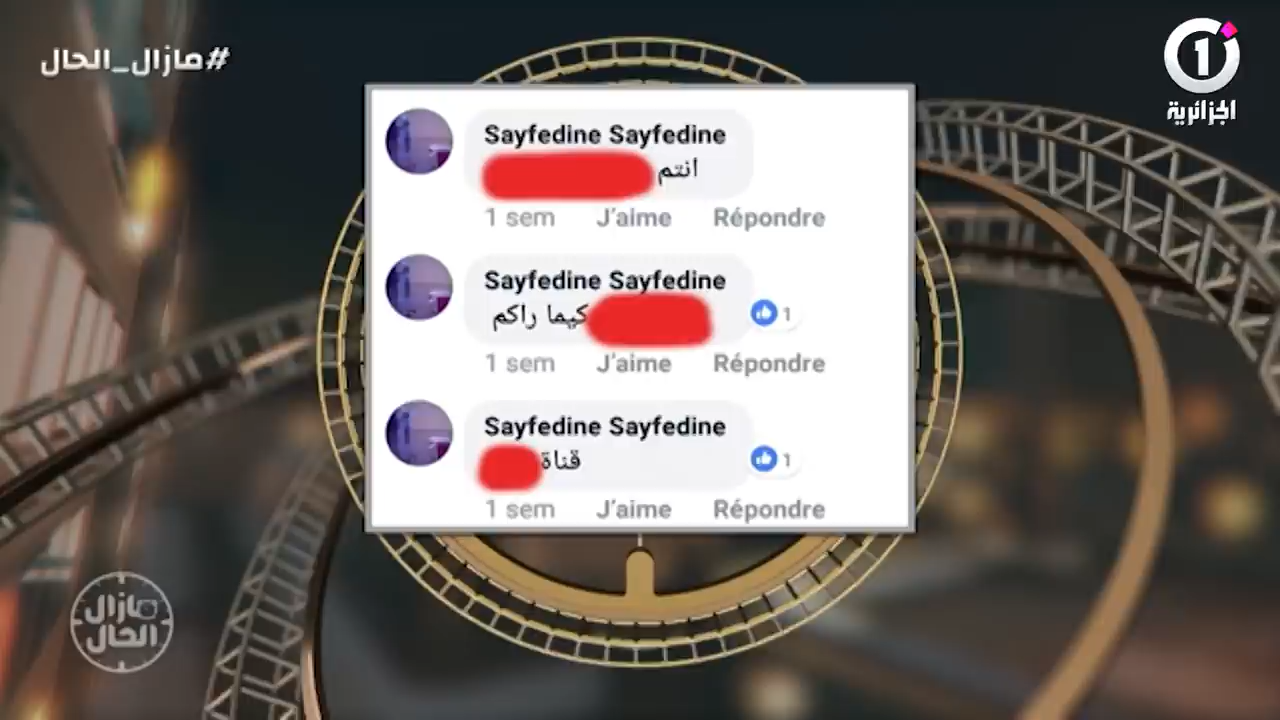 #مازال_الحال
1
الجزائرية
Sayfedine Sayfedine
انتم
1 sem J'aime Répondre
Sayfedine Sayfedine
كيما راكم
1
1 sem J'aime Répondre
Sayfedine Sayfedine
قناة
1
1 sem J'aime Répondre
مازال
الحال